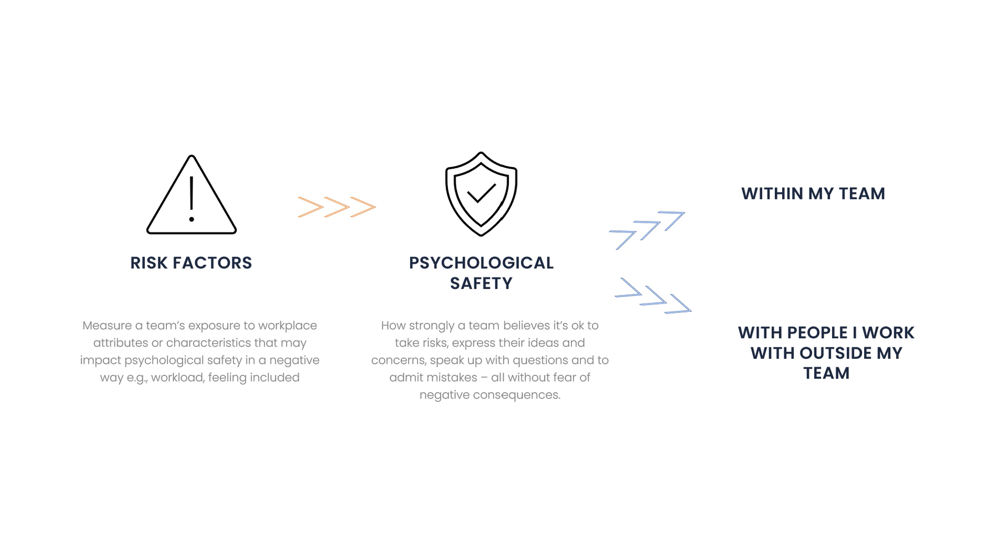 RISK FACTORS
Measure a team’s exposure to workplace
attributes or characteristics that may
impact psychological safety in a negative
way e.g., workload, feeling included
PSYCHOLOGICAL
SAFETY
How strongly a team believes it’s ok to
take risks, express their ideas and
concerns, speak up with questions and to
admit mistakes – all without fear of
negative consequences.
WITHIN MY TEAM
WITH PEOPLE I WORK
WITH OUTSIDE MY
TEAM